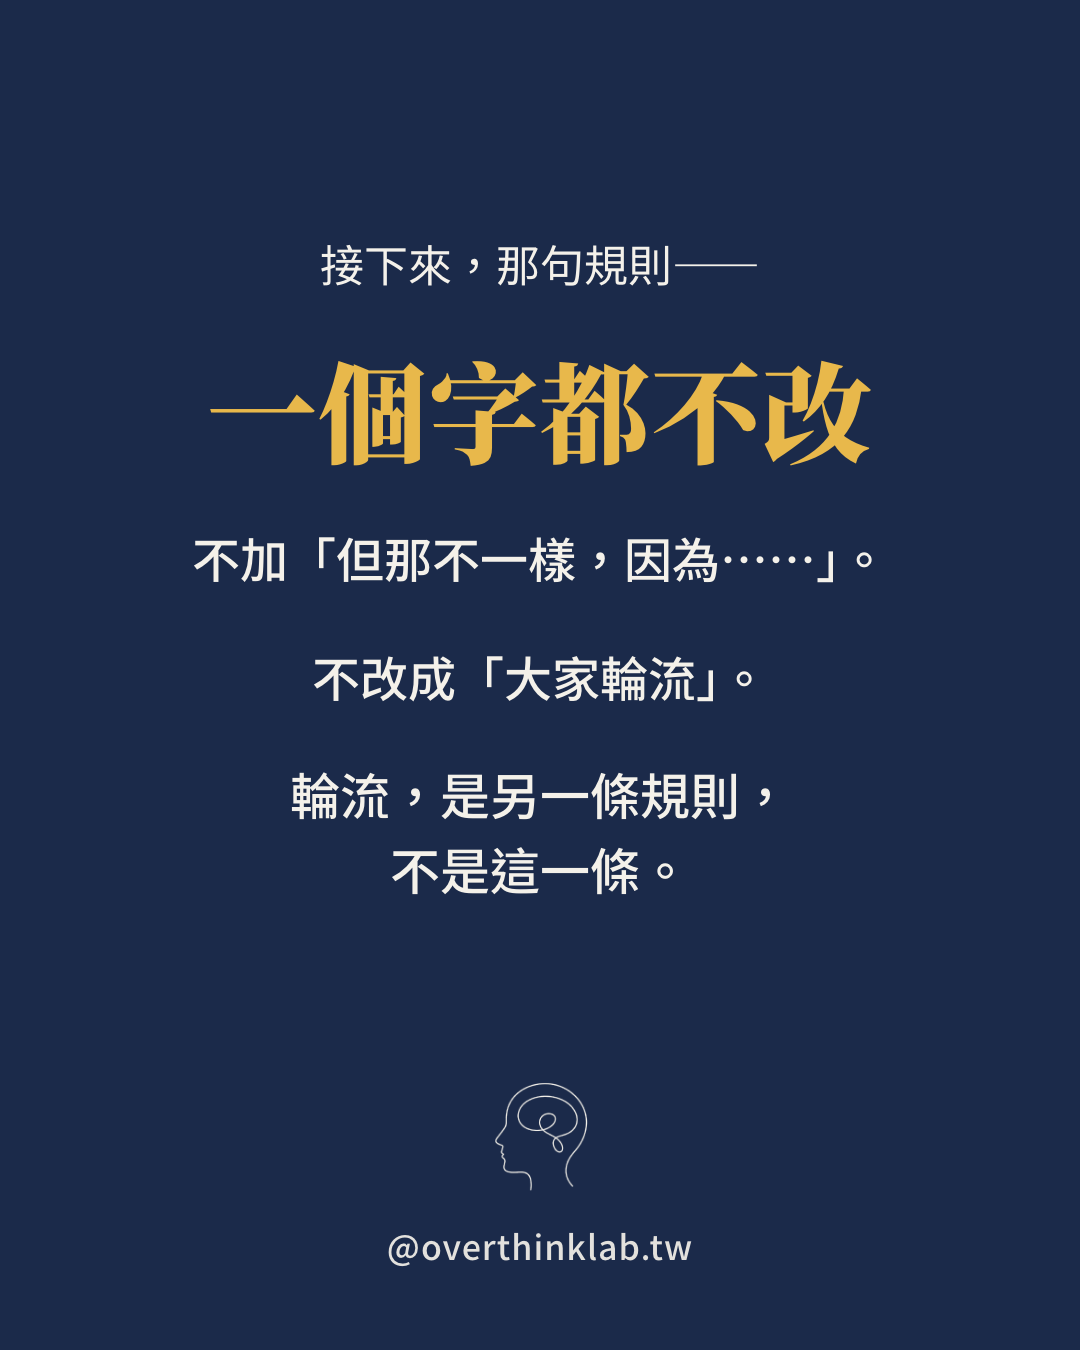 接下來，那句規則——
一個字都不改
不加「但那不一樣，因為……」。
不改成「大家輪流」。
輪流，是另一條規則，
不是這一條。
@overthinklab.tw